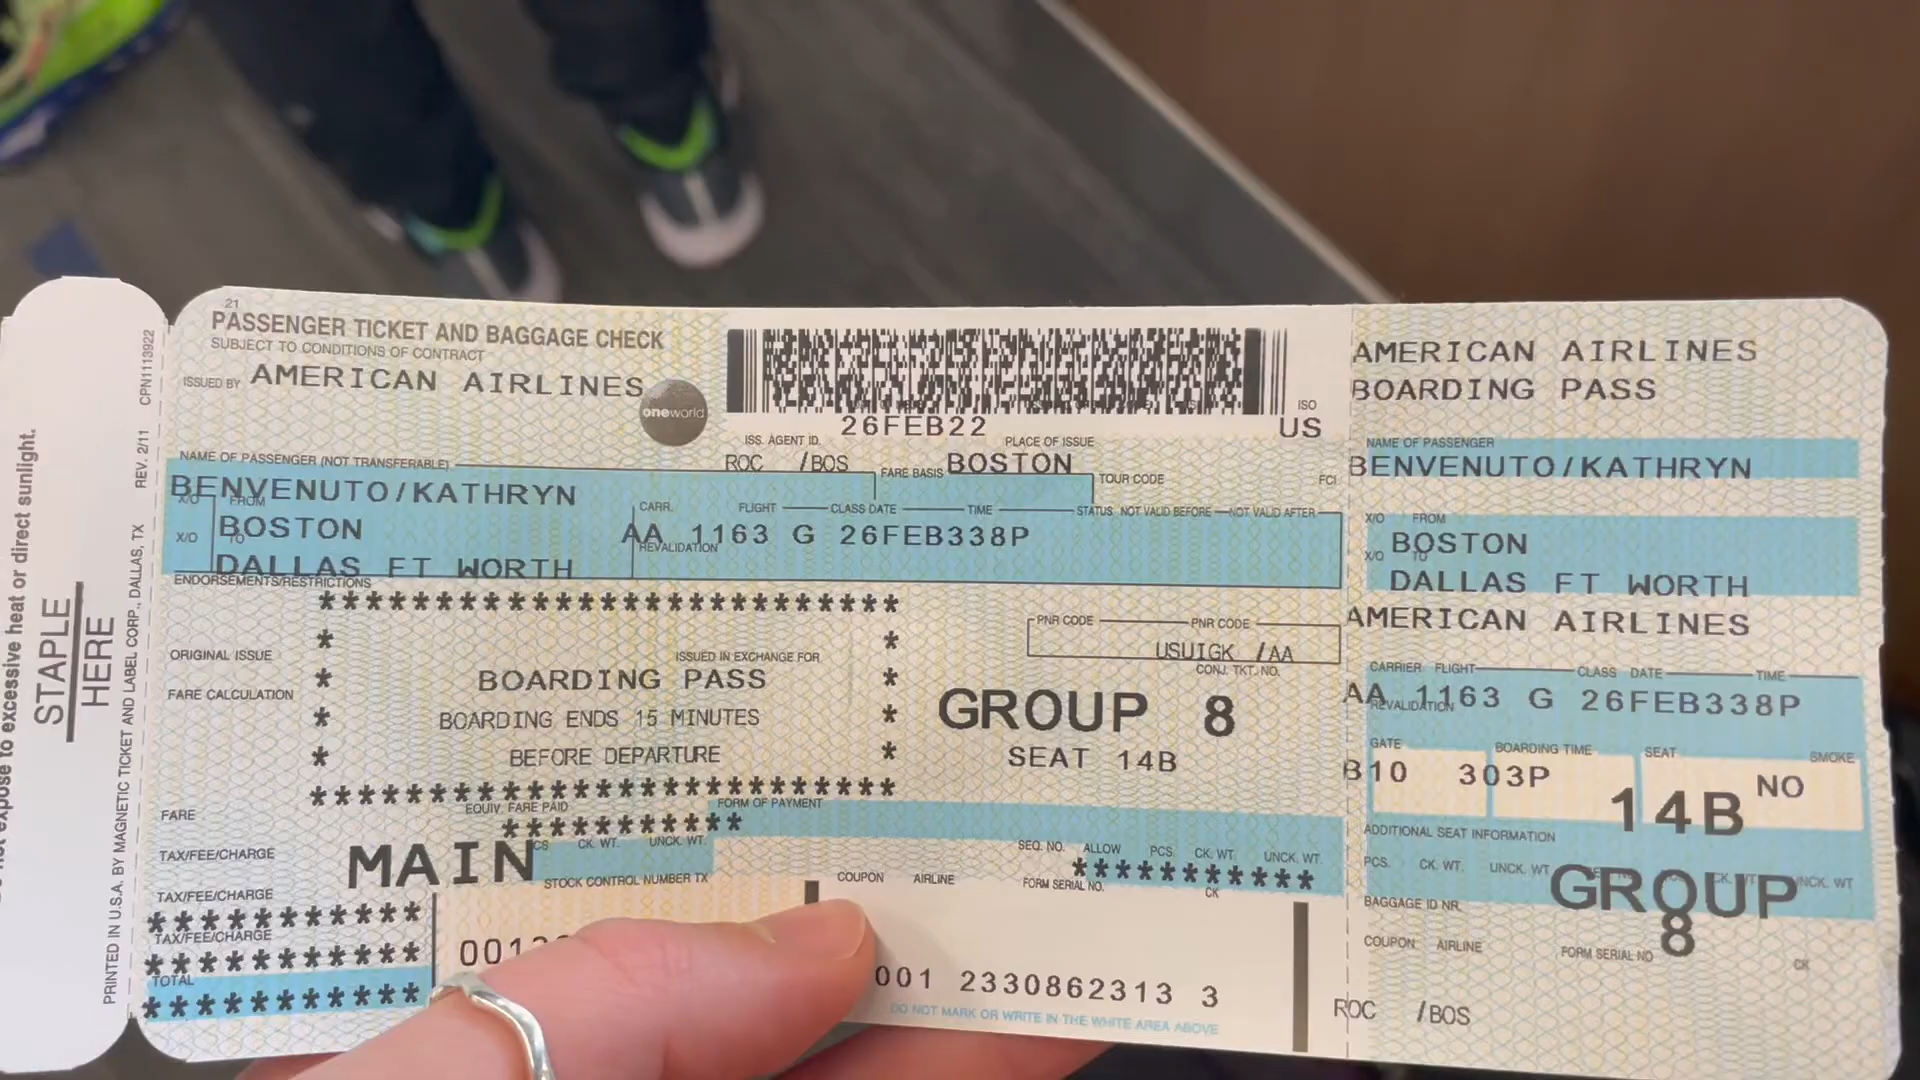 21
PASSENGER TICKET AND BAGGAGE CHECK
SUBJECT TO CONDITIONS OF CONTRACT
ISSUED BY AMERICAN AIRLINES
oneworld
ISO
26FEB22 US
ISS. AGENT ID. PLACE OF ISSUE
ROC /BOS FARE BASIS BOSTON TOUR CODE FCI
NAME OF PASSENGER (NOT TRANSFERABLE)
BENVENUTO/KATHRYN
X/O FROM CARR. FLIGHT CLASS DATE TIME STATUS NOT VALID BEFORE NOT VALID AFTER
BOSTON AA 1163 G 26FEB338P
X/O TO REVALIDATION
DALLAS FT WORTH
ENDORSEMENTS/RESTRICTIONS
************************
* *
PNR CODE PNR CODE
USUIGK /AA
ORIGINAL ISSUE ISSUED IN EXCHANGE FOR
CONJ. TKT. NO.
* BOARDING PASS *
FARE CALCULATION
* BOARDING ENDS 15 MINUTES * GROUP 8
* BEFORE DEPARTURE * SEAT 14B
************************
FARE EQUIV. FARE PAID FORM OF PAYMENT
**********
TAX/FEE/CHARGE MAIN PCS CK. WT. UNCK. WT. SEQ. NO. ALLOW PCS. CK. WT. UNCK. WT.
***********
STOCK CONTROL NUMBER TX COUPON AIRLINE FORM SERIAL NO. CK
TAX/FEE/CHARGE
***********
TAX/FEE/CHARGE
***********
TOTAL
***********
001 2330862313 3
DO NOT MARK OR WRITE IN THE WHITE AREA ABOVE
AMERICAN AIRLINES
BOARDING PASS
NAME OF PASSENGER
BENVENUTO/KATHRYN
X/O FROM
BOSTON
X/O TO
DALLAS FT WORTH
AMERICAN AIRLINES
CARRIER FLIGHT CLASS DATE TIME
AA 1163 G 26FEB338P
REVALIDATION
GATE BOARDING TIME SEAT SMOKE
B10 303P 14B NO
ADDITIONAL SEAT INFORMATION
PCS. CK. WT. UNCK. WT UNCK. WT
GROUP
8
BAGGAGE ID NR.
COUPON AIRLINE FORM SERIAL NO CK
ROC /BOS
expose to excessive heat or direct sunlight.
STAPLE
HERE
PRINTED IN U.S.A. BY MAGNETIC TICKET AND LABEL CORP., DALLAS, TX REV. 2/11 CPN1113922